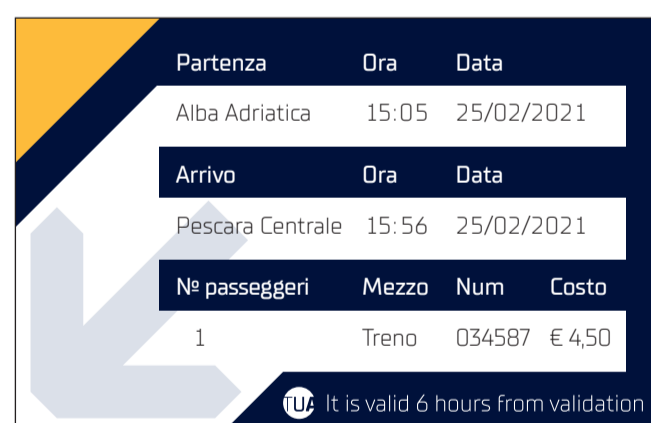 Partenza Ora Data
Alba Adriatica 15:05 25/02/2021
Arrivo Ora Data
Pescara Centrale 15:56 25/02/2021
Nº passeggeri Mezzo Num Costo
1 Treno 034587 € 4,50
TUA It is valid 6 hours from validation